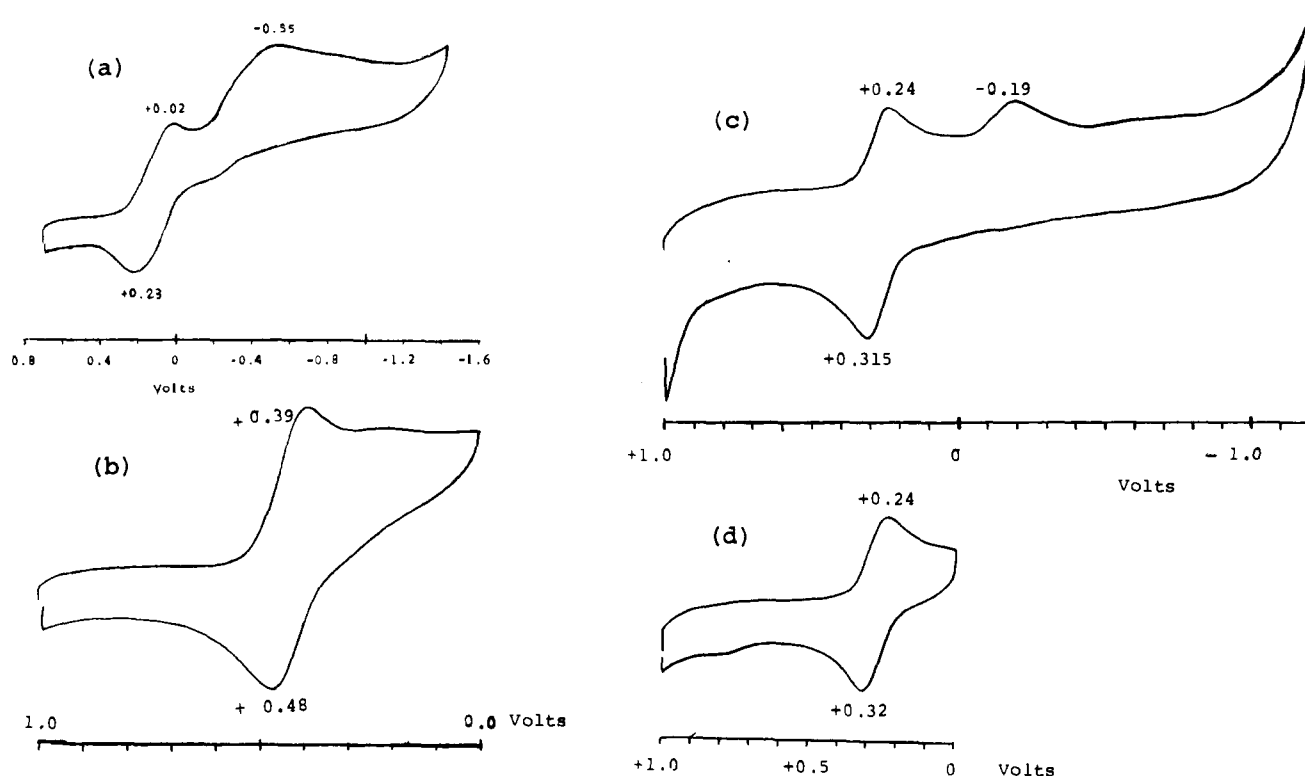 (a)
-0.55
+0.02
+0.23
0.8 0.4 0 -0.4 -0.8 -1.2 -1.6
Volts
(b)
+ 0.39
+ 0.48
1.0 0.0 Volts
(c)
+0.24 -0.19
+0.315
+1.0 0 - 1.0
Volts
(d)
+0.24
+0.32
+1.0 +0.5 0 Volts